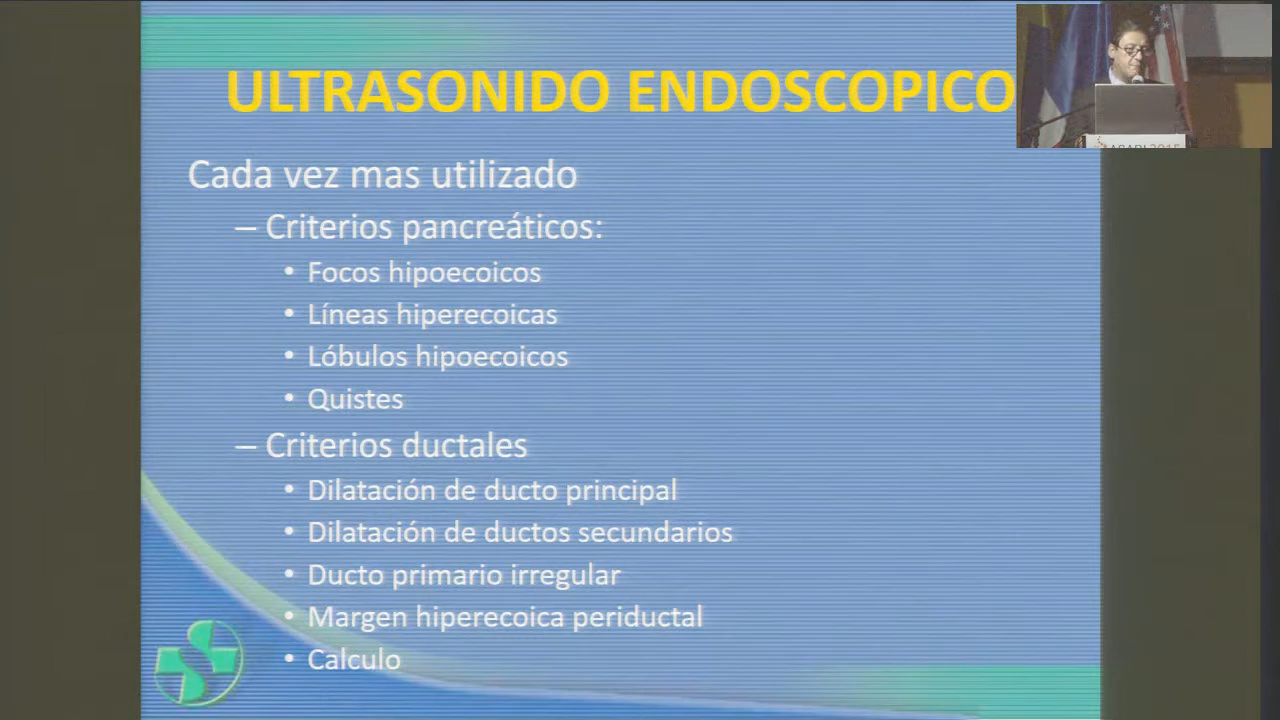 ULTRASONIDO ENDOSCOPICO
Cada vez mas utilizado
– Criterios pancreáticos:
• Focos hipoecoicos
• Líneas hiperecoicas
• Lóbulos hipoecoicos
• Quistes
– Criterios ductales
• Dilatación de ducto principal
• Dilatación de ductos secundarios
• Ducto primario irregular
• Margen hiperecoica periductal
• Calculo